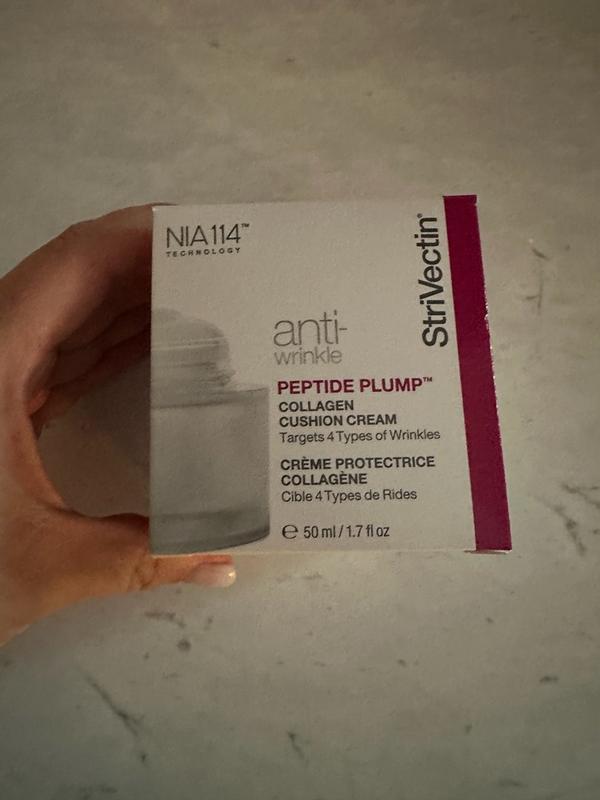 NIA114™
TECHNOLOGY
StriVectin®
anti-
wrinkle
PEPTIDE PLUMP™
COLLAGEN
CUSHION CREAM
Targets 4 Types of Wrinkles
CRÈME PROTECTRICE
COLLAGÈNE
Cible 4 Types de Rides
℮ 50 ml / 1.7 fl oz